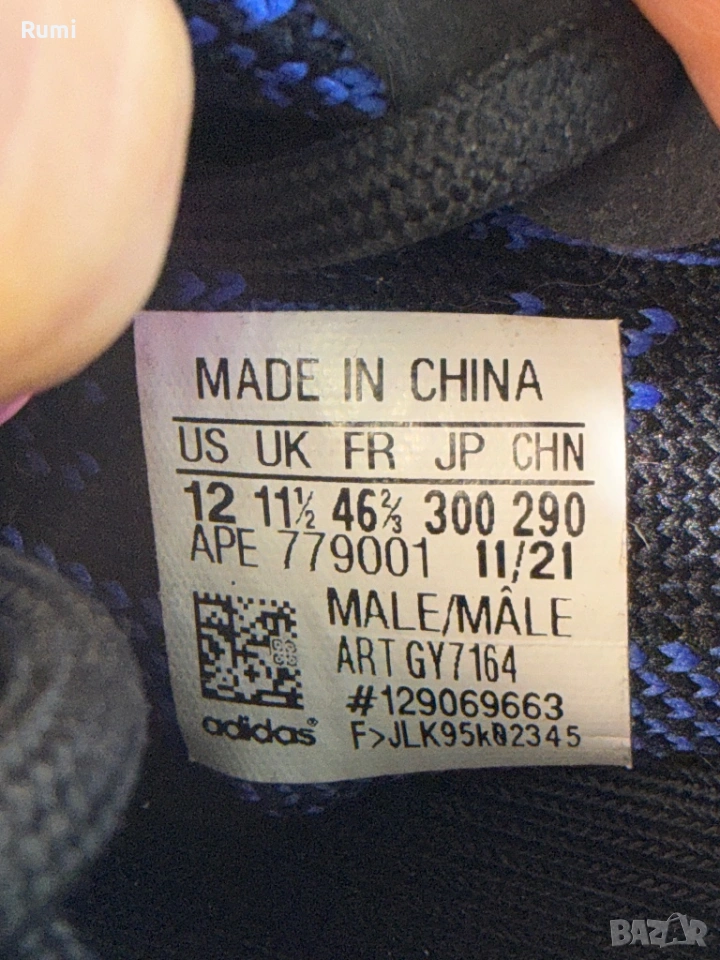 Rumi
MADE IN CHINA
US UK FR JP CHN
12 11½ 46⅔ 300 290
APE 779001 11/21
MALE/MÂLE
ART GY7164
#129069663
adidas®
F>JLK95k02345
BAZAR